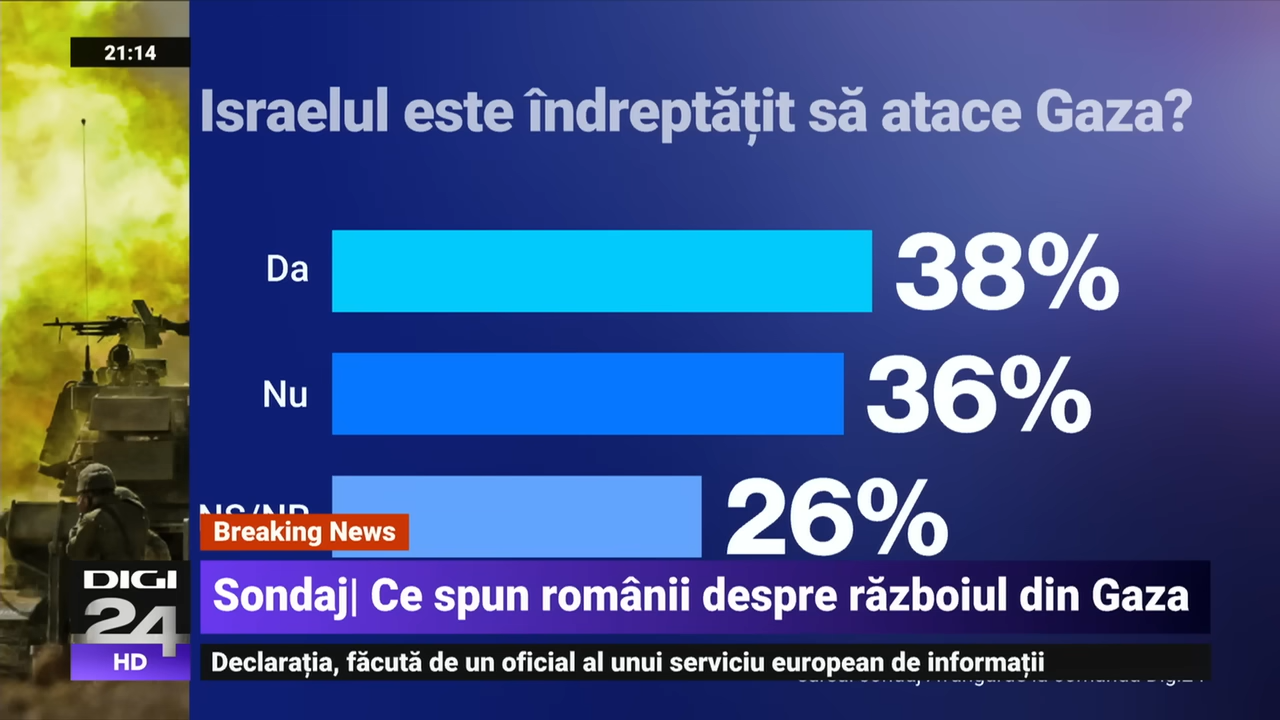 21:14
Israelul este îndreptățit să atace Gaza?
Da
38%
Nu
36%
26%
Breaking News
Sondaj| Ce spun românii despre războiul din Gaza
DIGI
24
HD
Declarația, făcută de un oficial al unui serviciu european de informații